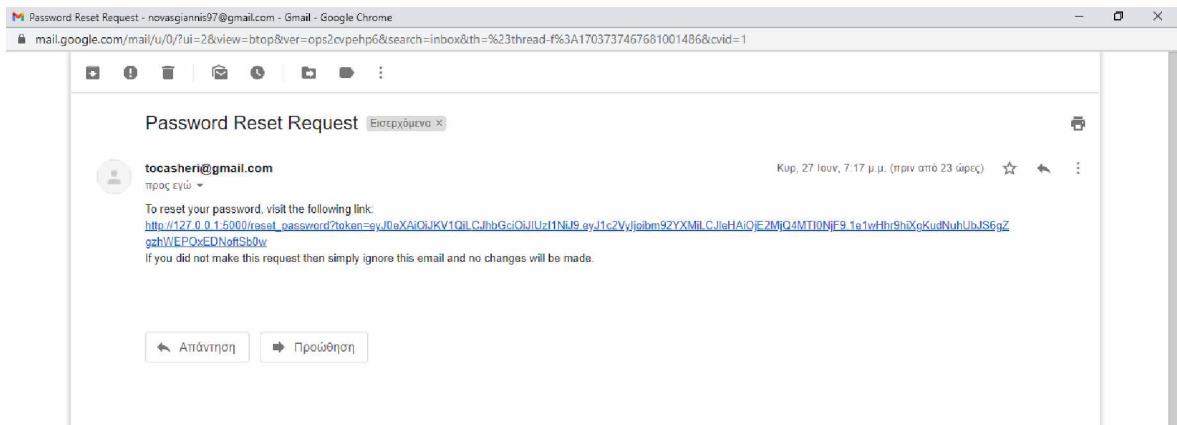 Password Reset Request - novasgiannis97@gmail.com - Gmail - Google Chrome
mail.google.com/mail/u/0/?ui=2&view=btop&ver=ops2cvpehp6&search=inbox&th=%23thread-f%3A1703737467681001486&cvid=1
Password Reset Request Εισερχόμενα ×
tocasheri@gmail.com Κυρ, 27 Ιουν, 7:17 μ.μ. (πριν από 23 ώρες)
προς εγώ
To reset your password, visit the following link:
http://127.0.0.1:5000/reset_password?token=eyJ0eXAiOiJKV1QiLCJhbGciOiJIUzI1NiJ9.eyJ1c2VyIjoibm92YXMiLCJleHAiOjE2MjQ4MTI0NjF9.1e1wHhr9hiXgKudNuhUbJS6gZ
gzhWEPOxEDNoftSb0w
If you did not make this request then simply ignore this email and no changes will be made.
Απάντηση Προώθηση